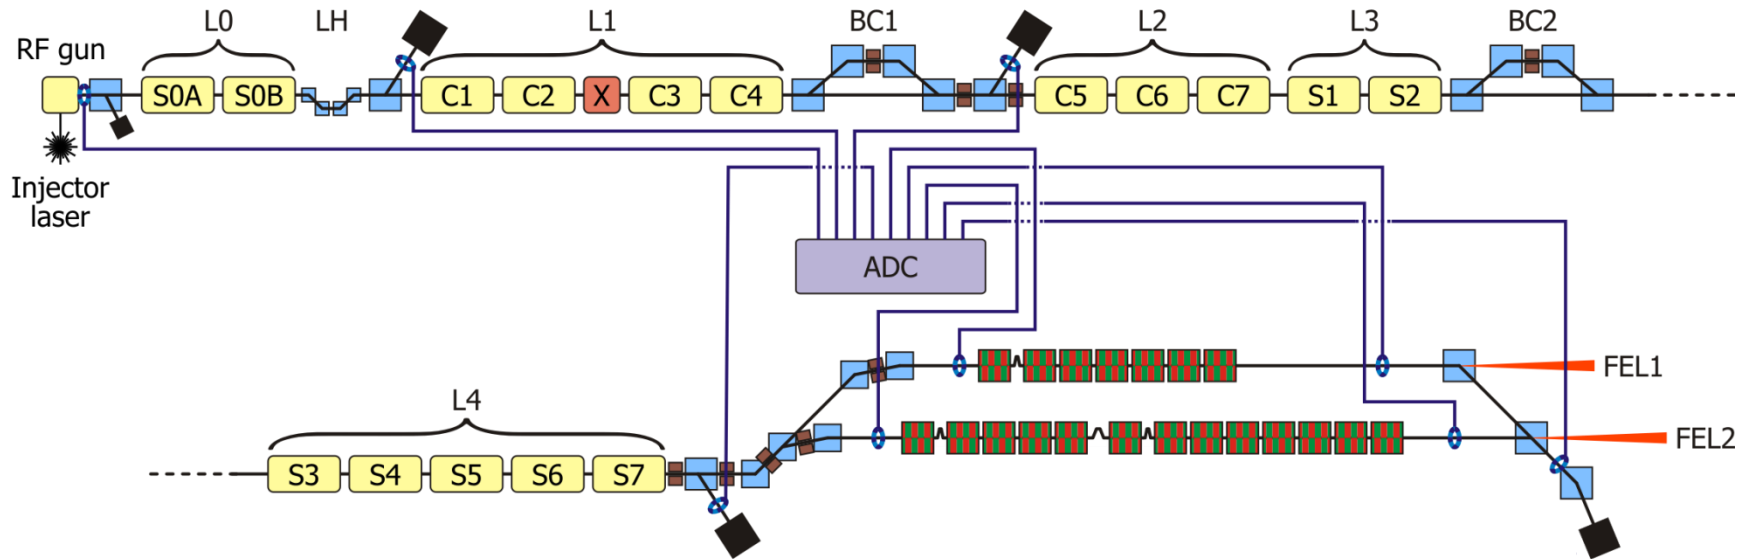 L0
LH
L1
BC1
L2
L3
BC2
RF gun
S0A
S0B
C1
C2
X
C3
C4
C5
C6
C7
S1
S2
Injector
laser
ADC
FEL1
L4
FEL2
S3
S4
S5
S6
S7